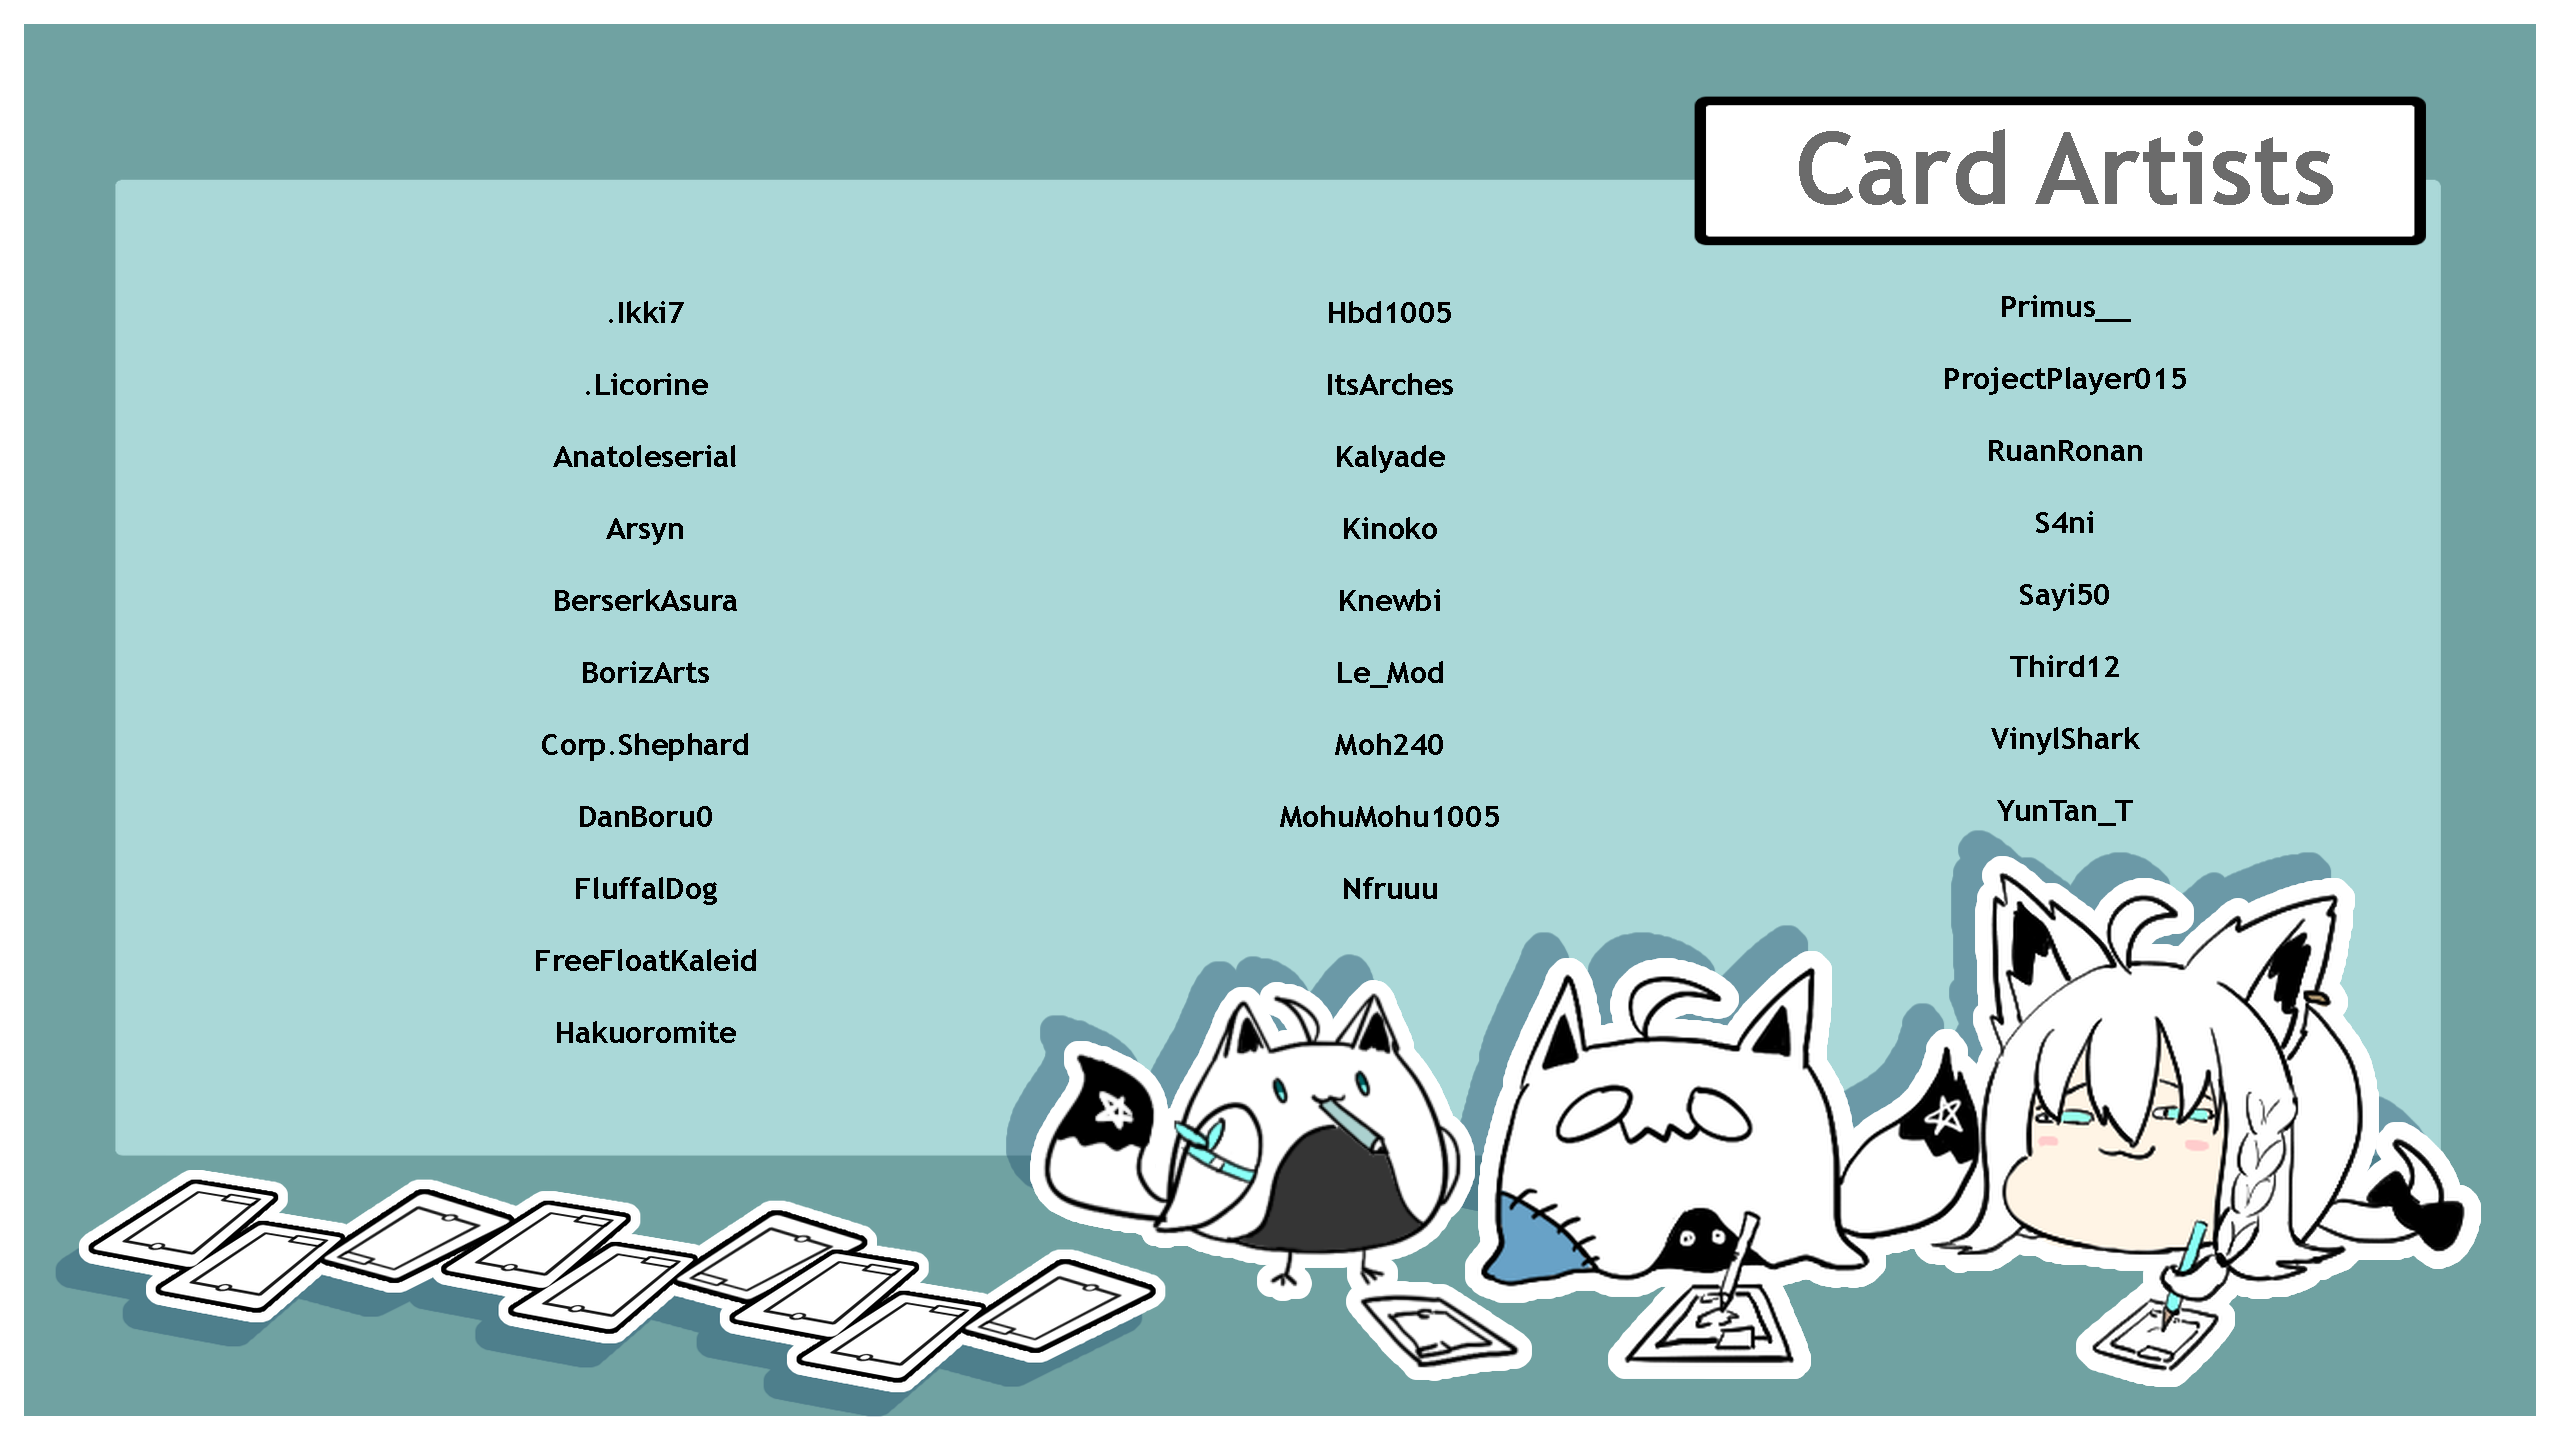 Card Artists
.Ikki7
.Licorine
Anatoleserial
Arsyn
BerserkAsura
BorizArts
Corp.Shephard
DanBoru0
FluffalDog
FreeFloatKaleid
Hakuoromite
Hbd1005
ItsArches
Kalyade
Kinoko
Knewbi
Le_Mod
Moh240
MohuMohu1005
Nfruuu
Primus__
ProjectPlayer015
RuanRonan
S4ni
Sayi50
Third12
VinylShark
YunTan_T